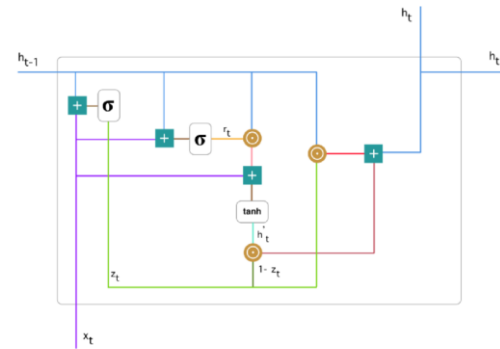 h_t
h_t-1
h_t
+
σ
+
σ
r_t
+
+
tanh
h'_t
1- z_t
z_t
x_t